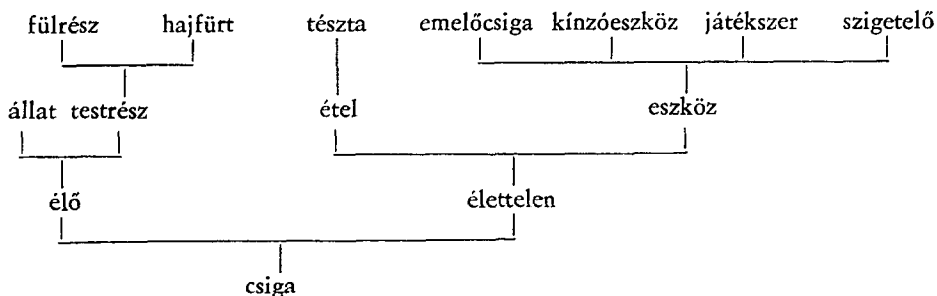 fülrész hajfürt tészta emelőcsiga kínzóeszköz játékszer szigetelő
állat testrész étel eszköz
élő élettelen
csiga